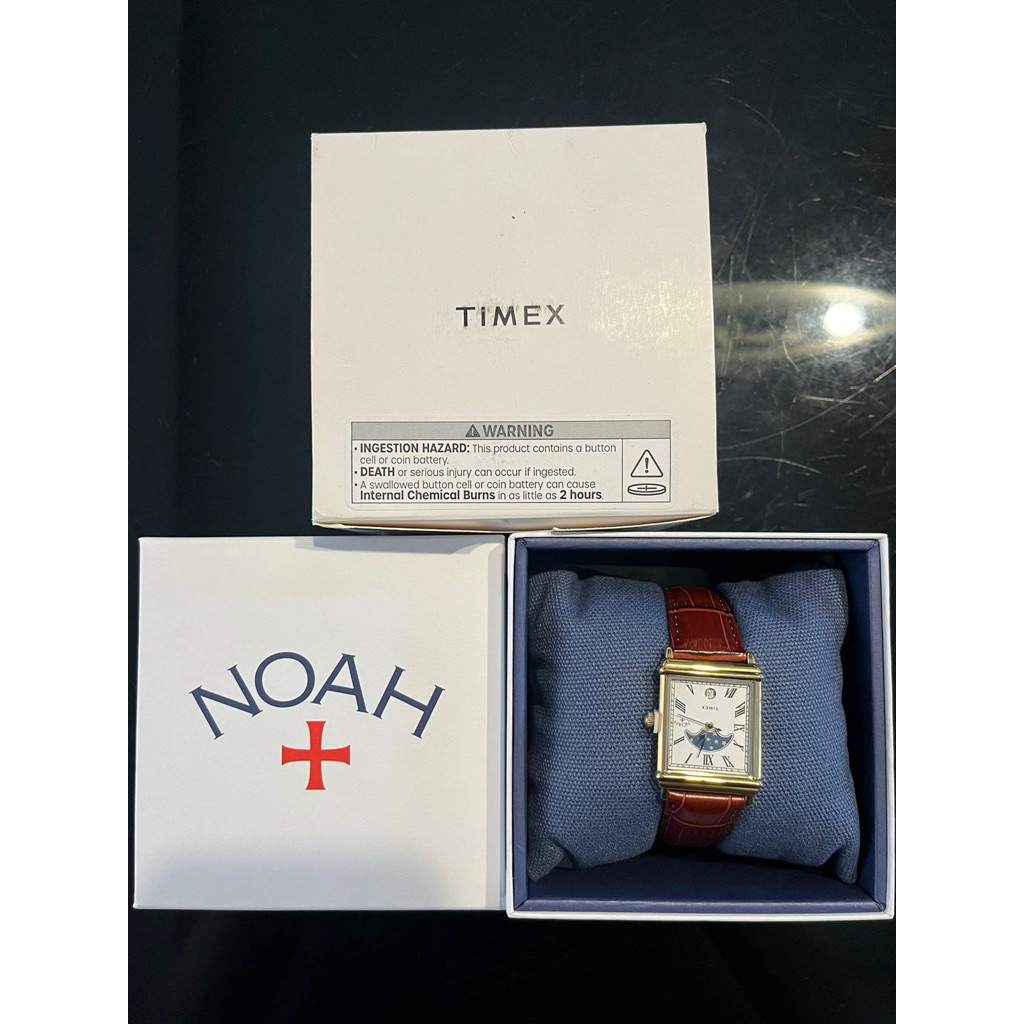 TIMEX
WARNING
• INGESTION HAZARD: This product contains a button
cell or coin battery.
• DEATH or serious injury can occur if ingested.
• A swallowed button cell or coin battery can cause
Internal Chemical Burns in as little as 2 hours.
NOAH
TIMEX
XII